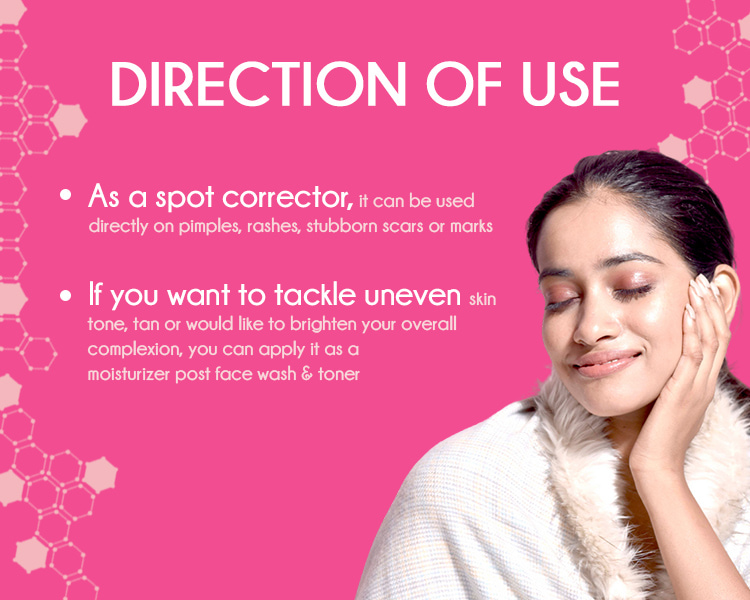 DIRECTION OF USE
As a spot corrector, it can be used
directly on pimples, rashes, stubborn scars or marks
If you want to tackle uneven skin
tone, tan or would like to brighten your overall
complexion, you can apply it as a
moisturizer post face wash & toner